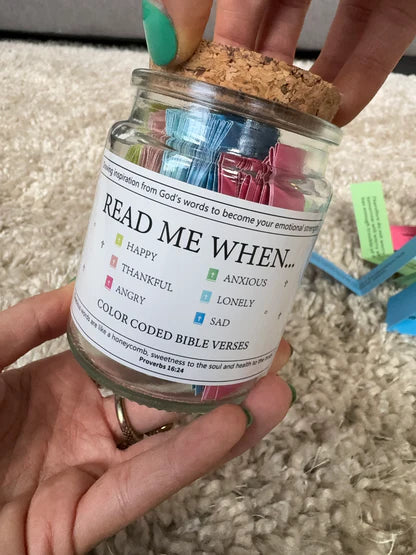 inspiration from God's words to become your emotional strength
READ ME WHEN...
HAPPY
THANKFUL
ANGRY
ANXIOUS
LONELY
SAD
COLOR CODED BIBLE VERSES
words are like a honeycomb, sweetness to the soul and health to the
Proverbs 16:24